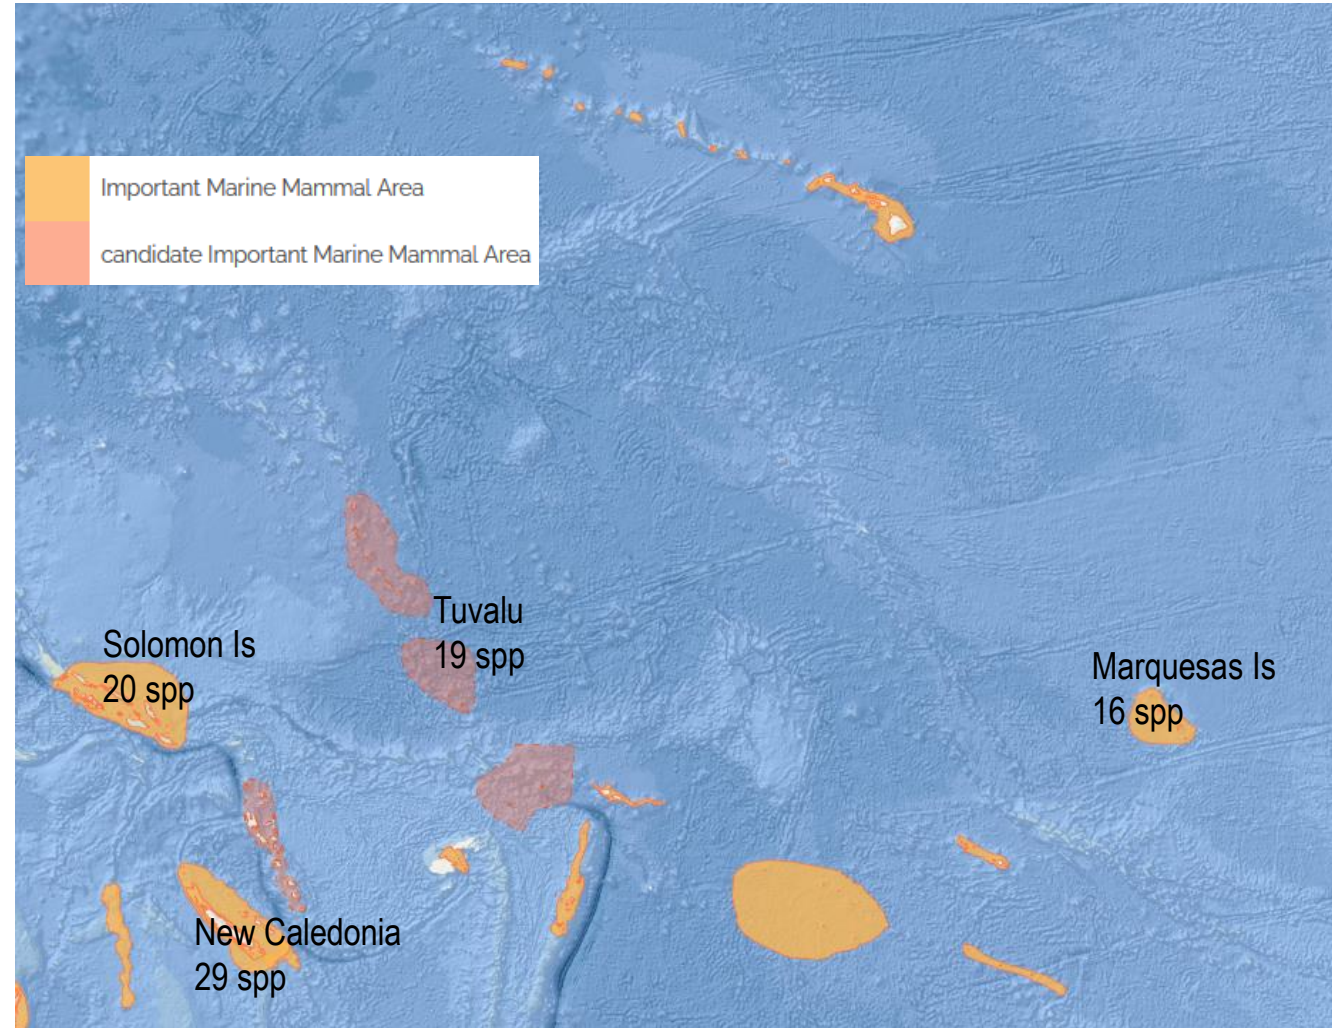 Important Marine Mammal Area
candidate Important Marine Mammal Area
Tuvalu
19 spp
Solomon Is
20 spp
Marquesas Is
16 spp
New Caledonia
29 spp